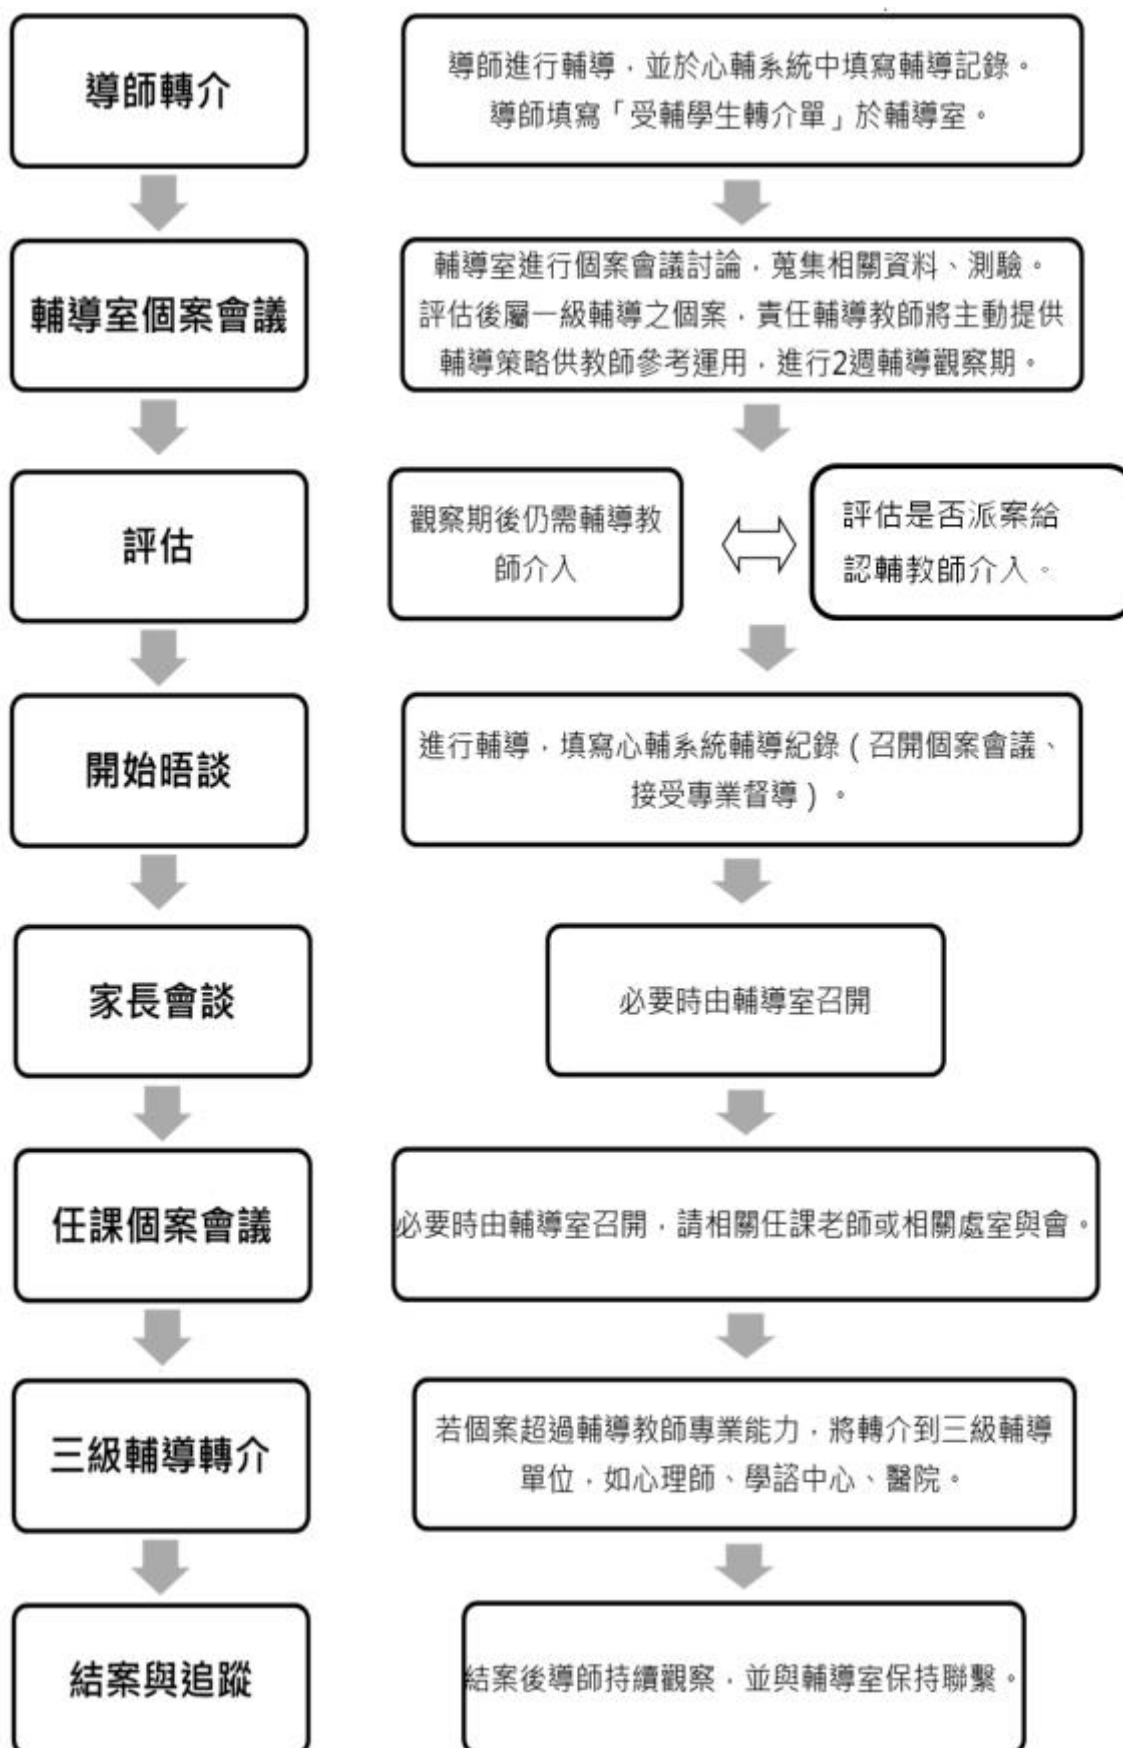 導師轉介
導師進行輔導，並於心輔系統中填寫輔導記錄。
導師填寫「受輔學生轉介單」於輔導室。
輔導室個案會議
輔導室進行個案會議討論，蒐集相關資料、測驗。
評估後屬一級輔導之個案，責任輔導教師將主動提供
輔導策略供教師參考運用，進行2週輔導觀察期。
評估
觀察期後仍需輔導教
師介入
評估是否派案給
認輔教師介入。
開始晤談
進行輔導，填寫心輔系統輔導紀錄（召開個案會議、
接受專業督導）。
家長會談
必要時由輔導室召開
任課個案會議
必要時由輔導室召開，請相關任課老師或相關處室與會。
三級輔導轉介
若個案超過輔導教師專業能力，將轉介到三級輔導
單位，如心理師、學諮中心、醫院。
結案與追蹤
結案後導師持續觀察，並與輔導室保持聯繫。